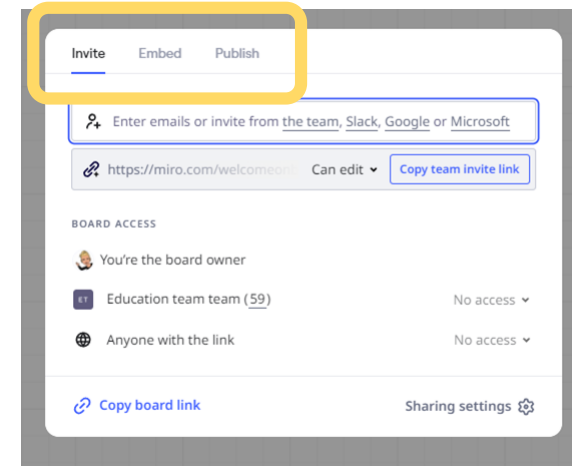 Invite Embed Publish
Enter emails or invite from the team, Slack, Google or Microsoft
https://miro.com/welcomeon Can edit Copy team invite link
BOARD ACCESS
You're the board owner
ET Education team team (59) No access
Anyone with the link No access
Copy board link Sharing settings